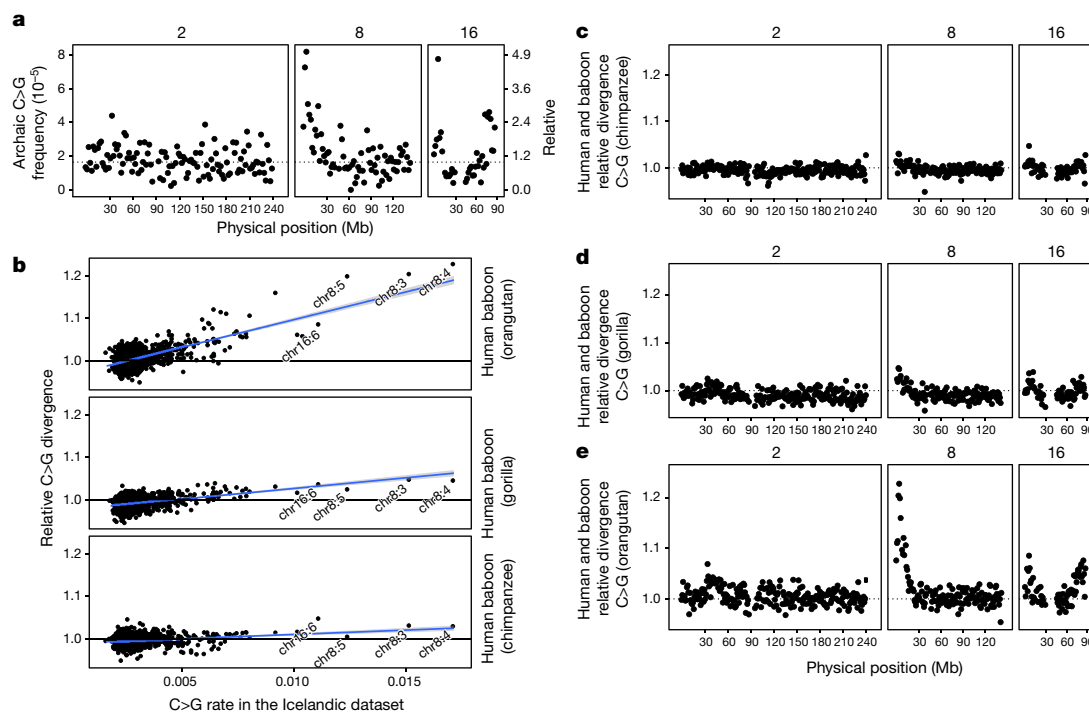 a
2
8
16
8
6
4
2
0
4.9
3.6
2.4
1.2
0.0
Archaic C>G
frequency (10⁻⁵)
Relative
30 60 90 120 150 180 210 240
30 60 90 120
30 60 90
Physical position (Mb)
b
1.2
1.1
1.0
chr8:5
chr8:3
chr8:4
chr16:6
Human baboon
(orangutan)
1.2
1.1
1.0
chr16:6
chr8:5
chr8:3
chr8:4
Human baboon
(gorilla)
1.2
1.1
1.0
chr16:6
chr8:5
chr8:3
chr8:4
Human baboon
(chimpanzee)
Relative C>G divergence
0.005 0.010 0.015
C>G rate in the Icelandic dataset
c
2
8
16
1.2
1.1
1.0
Human and baboon
relative divergence
C>G (chimpanzee)
30 60 90 120 150 180 210 240
30 60 90 120
30 60 90
d
2
8
16
1.2
1.1
1.0
Human and baboon
relative divergence
C>G (gorilla)
30 60 90 120 150 180 210 240
30 60 90 120
30 60 90
e
2
8
16
1.2
1.1
1.0
Human and baboon
relative divergence
C>G (orangutan)
30 60 90 120 150 180 210 240
30 60 90 120
30 60 90
Physical position (Mb)